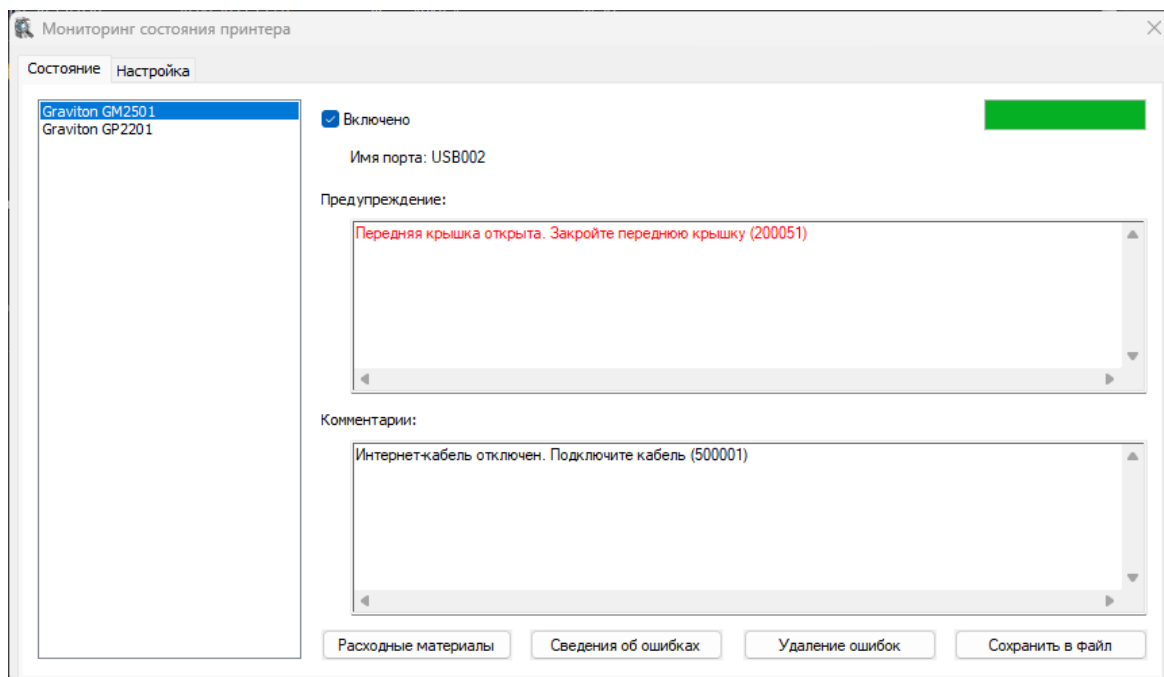 Мониторинг состояния принтера
Состояние Настройка
Graviton GM2501
Graviton GP2201
Включено
Имя порта: USB002
Предупреждение:
Передняя крышка открыта. Закройте переднюю крышку (200051)
Комментарии:
Интернет-кабель отключен. Подключите кабель (500001)
Расходные материалы Сведения об ошибках Удаление ошибок Сохранить в файл